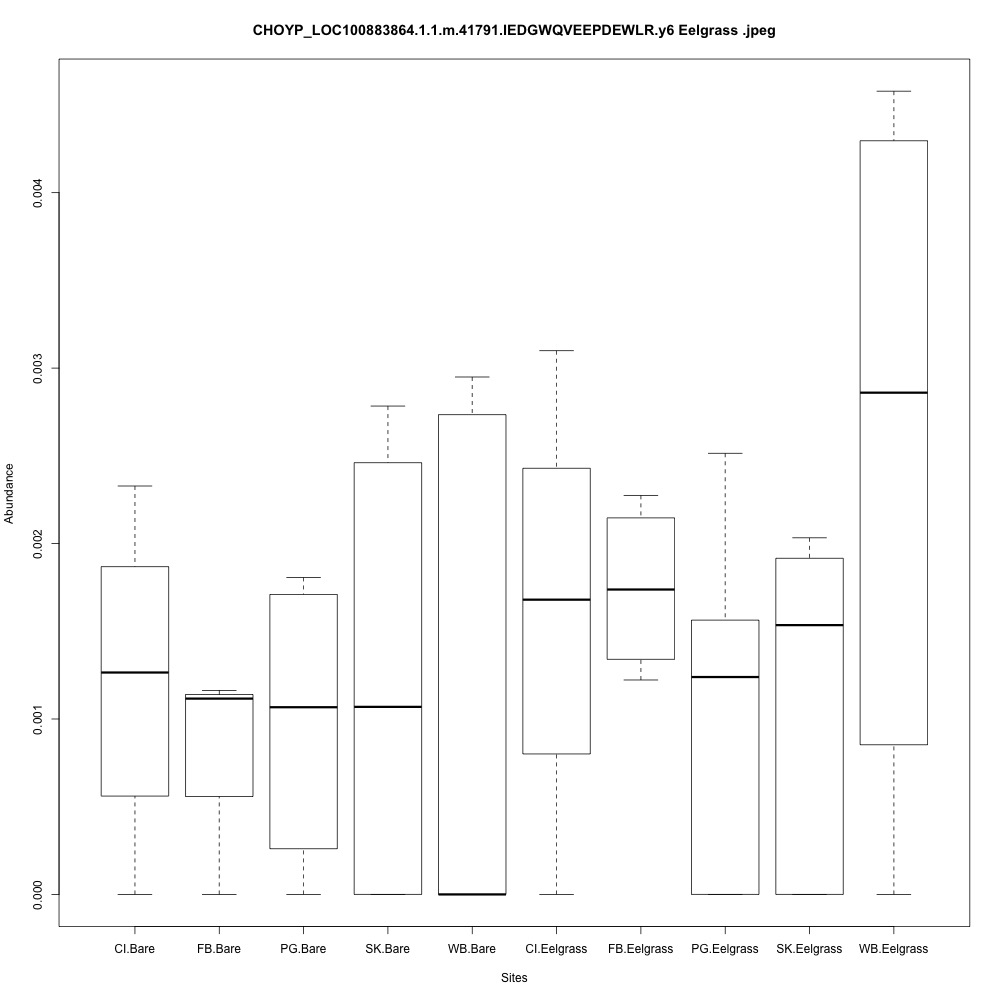 CHOYP_LOC100883864.1.1.m.41791.IEDGWQVEEPDEWLR.y6 Eelgrass .jpeg
Abundance
0.004
0.003
0.002
0.001
0.000
CI.Bare FB.Bare PG.Bare SK.Bare WB.Bare CI.Eelgrass FB.Eelgrass PG.Eelgrass SK.Eelgrass WB.Eelgrass
Sites